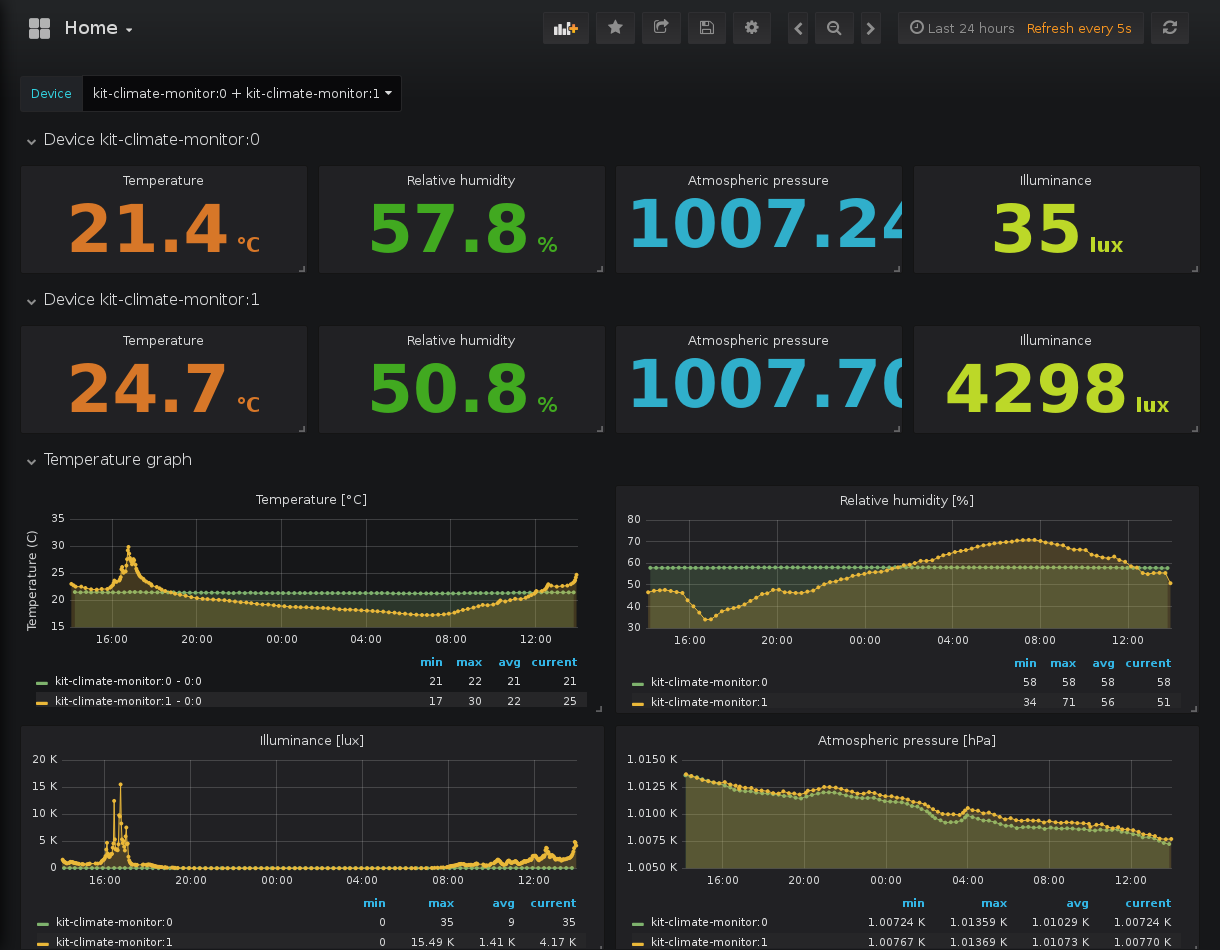 Home
Last 24 hours Refresh every 5s
Device kit-climate-monitor:0 + kit-climate-monitor:1
Device kit-climate-monitor:0
Temperature Relative humidity Atmospheric pressure Illuminance
21.4 °C 57.8 % 1007.24 35 lux
Device kit-climate-monitor:1
Temperature Relative humidity Atmospheric pressure Illuminance
24.7 °C 50.8 % 1007.70 4298 lux
Temperature graph
Temperature [°C]
Temperature (C)
35
30
25
20
15
16:00 20:00 00:00 04:00 08:00 12:00
min max avg current
kit-climate-monitor:0 - 0:0 21 22 21 21
kit-climate-monitor:1 - 0:0 17 30 22 25
Relative humidity [%]
80
70
60
50
40
30
16:00 20:00 00:00 04:00 08:00 12:00
min max avg current
kit-climate-monitor:0 58 58 58 58
kit-climate-monitor:1 34 71 56 51
Illuminance [lux]
20 K
15 K
10 K
5 K
0
16:00 20:00 00:00 04:00 08:00 12:00
min max avg current
kit-climate-monitor:0 0 35 9 35
kit-climate-monitor:1 0 15.49 K 1.41 K 4.17 K
Atmospheric pressure [hPa]
1.0150 K
1.0125 K
1.0100 K
1.0075 K
1.0050 K
16:00 20:00 00:00 04:00 08:00 12:00
min max avg current
kit-climate-monitor:0 1.00724 K 1.01359 K 1.01029 K 1.00724 K
kit-climate-monitor:1 1.00767 K 1.01369 K 1.01073 K 1.00770 K